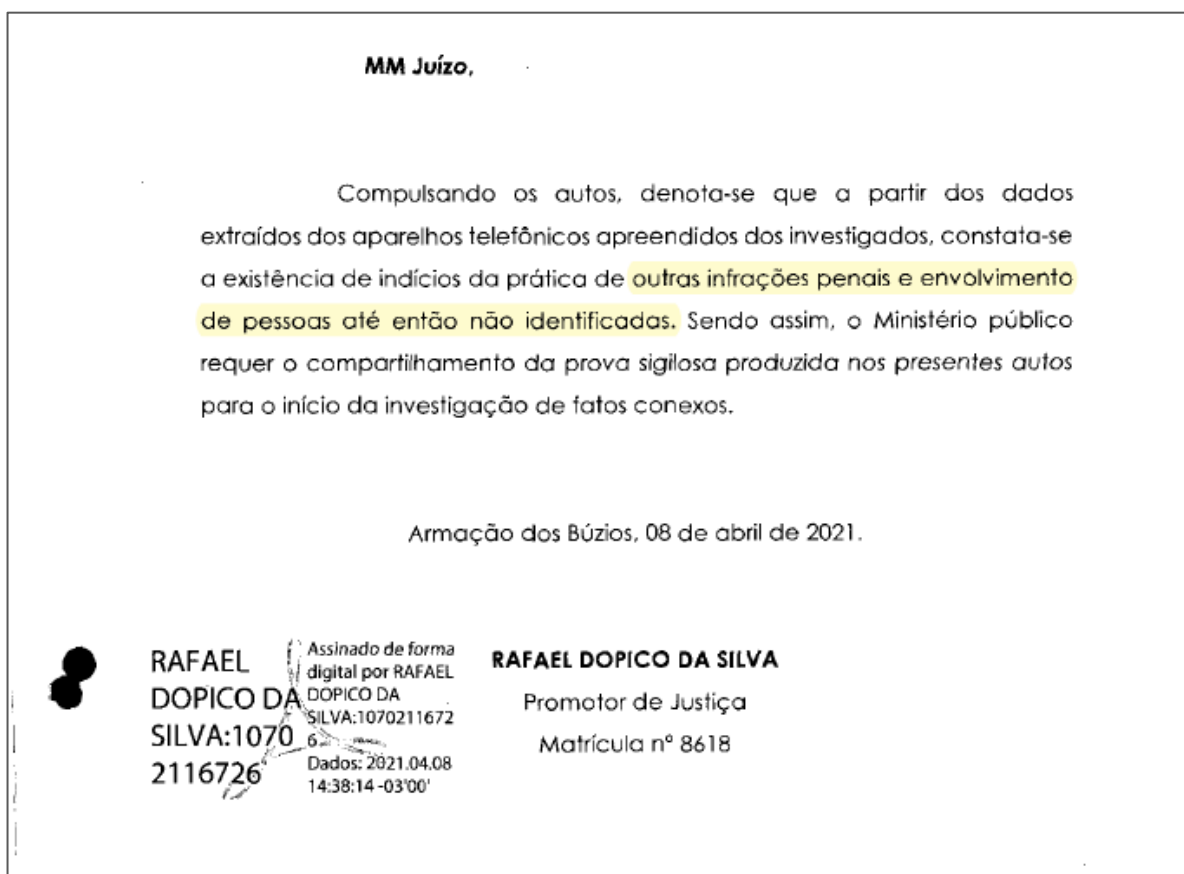 MM Juízo,
Compulsando os autos, denota-se que a partir dos dados
extraídos dos aparelhos telefônicos apreendidos dos investigados, constata-se
a existência de indícios da prática de outras infrações penais e envolvimento
de pessoas até então não identificadas. Sendo assim, o Ministério público
requer o compartilhamento da prova sigilosa produzida nos presentes autos
para o início da investigação de fatos conexos.
Armação dos Búzios, 08 de abril de 2021.
RAFAEL
DOPICO DA
SILVA:1070
2116726
Assinado de forma
digital por RAFAEL
DOPICO DA
SILVA:1070211672
6
Dados: 2021.04.08
14:38:14 -03'00'
RAFAEL DOPICO DA SILVA
Promotor de Justiça
Matrícula nº 8618